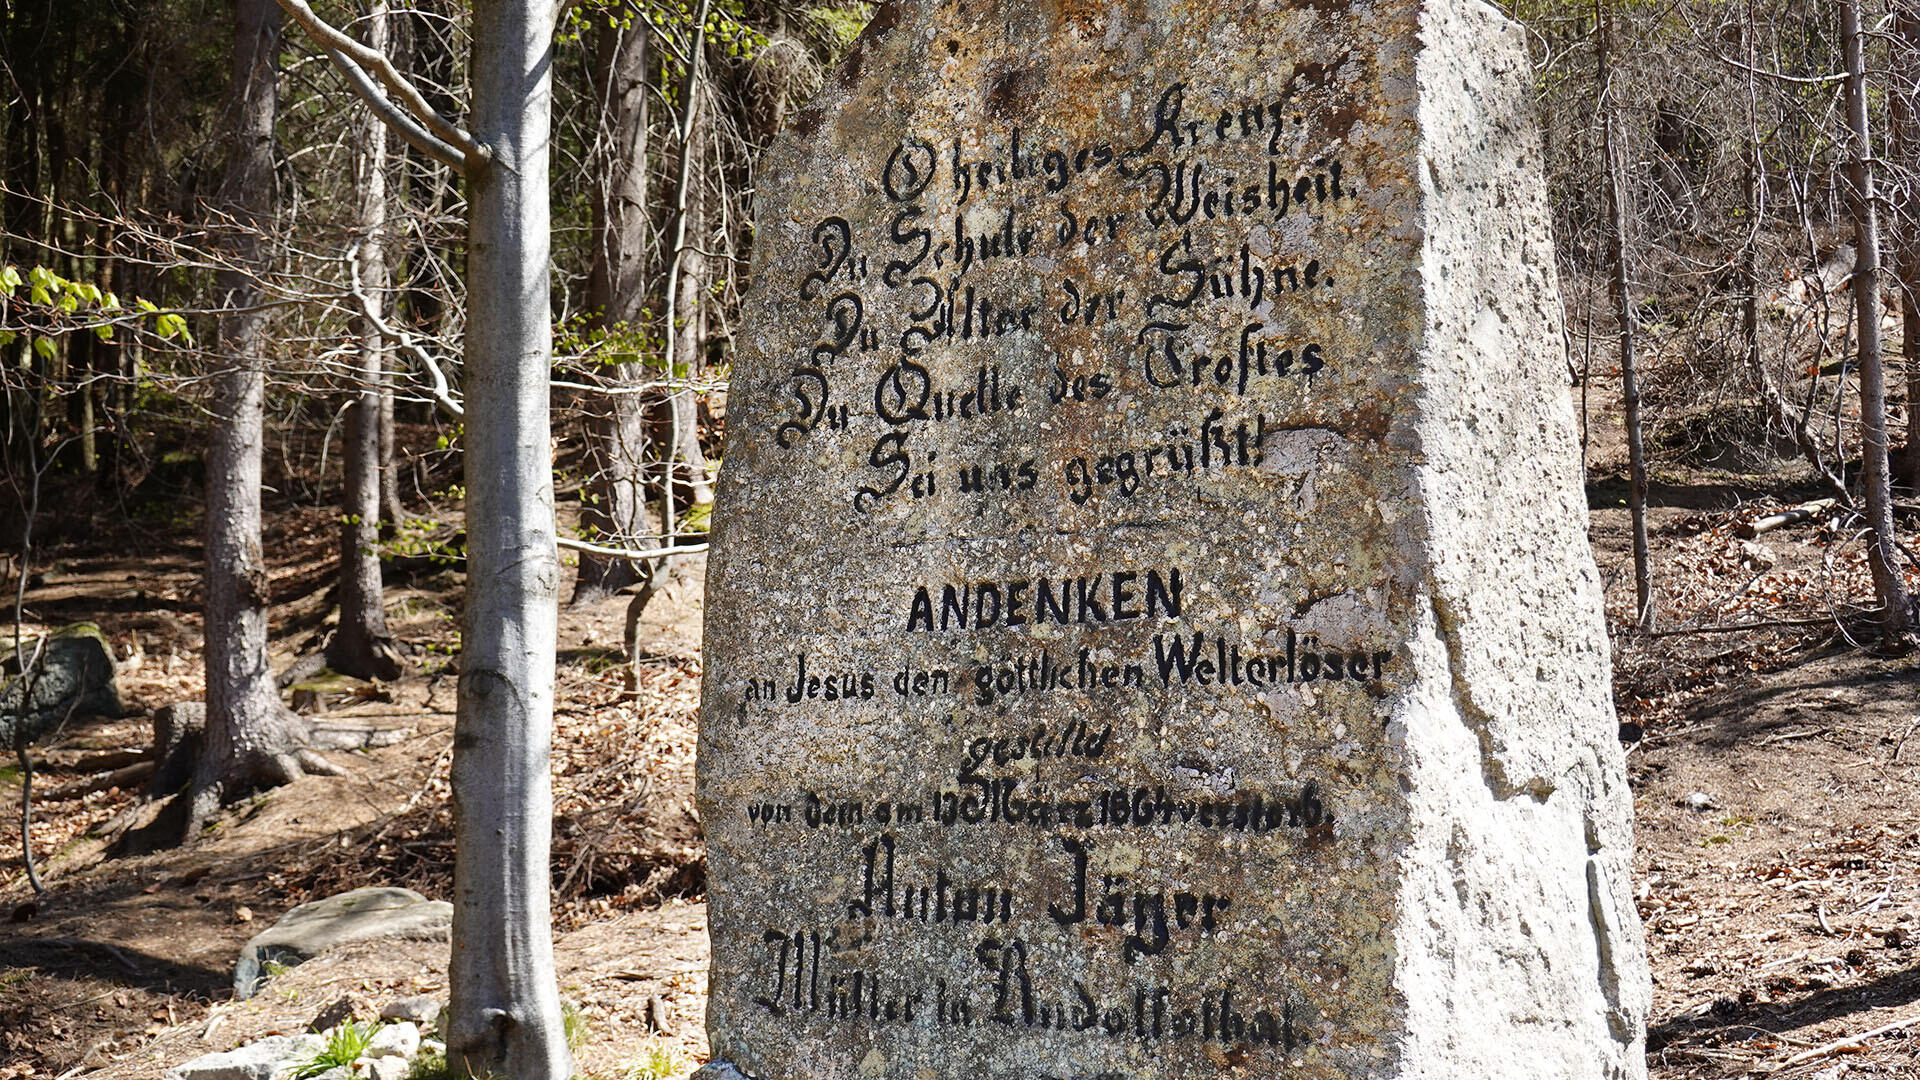 O heiliges Kreuz.
Du Schule der Weisheit.
Du Altar der Sühne.
Du Quelle des Trostes
Sei uns gegrüßt!
ANDENKEN
an Jesus den göttlichen Welterlöser
gestelld
von dem am 13 März 1864 verstorb.
Anton Jäger
Müller in Rudolfsthal.